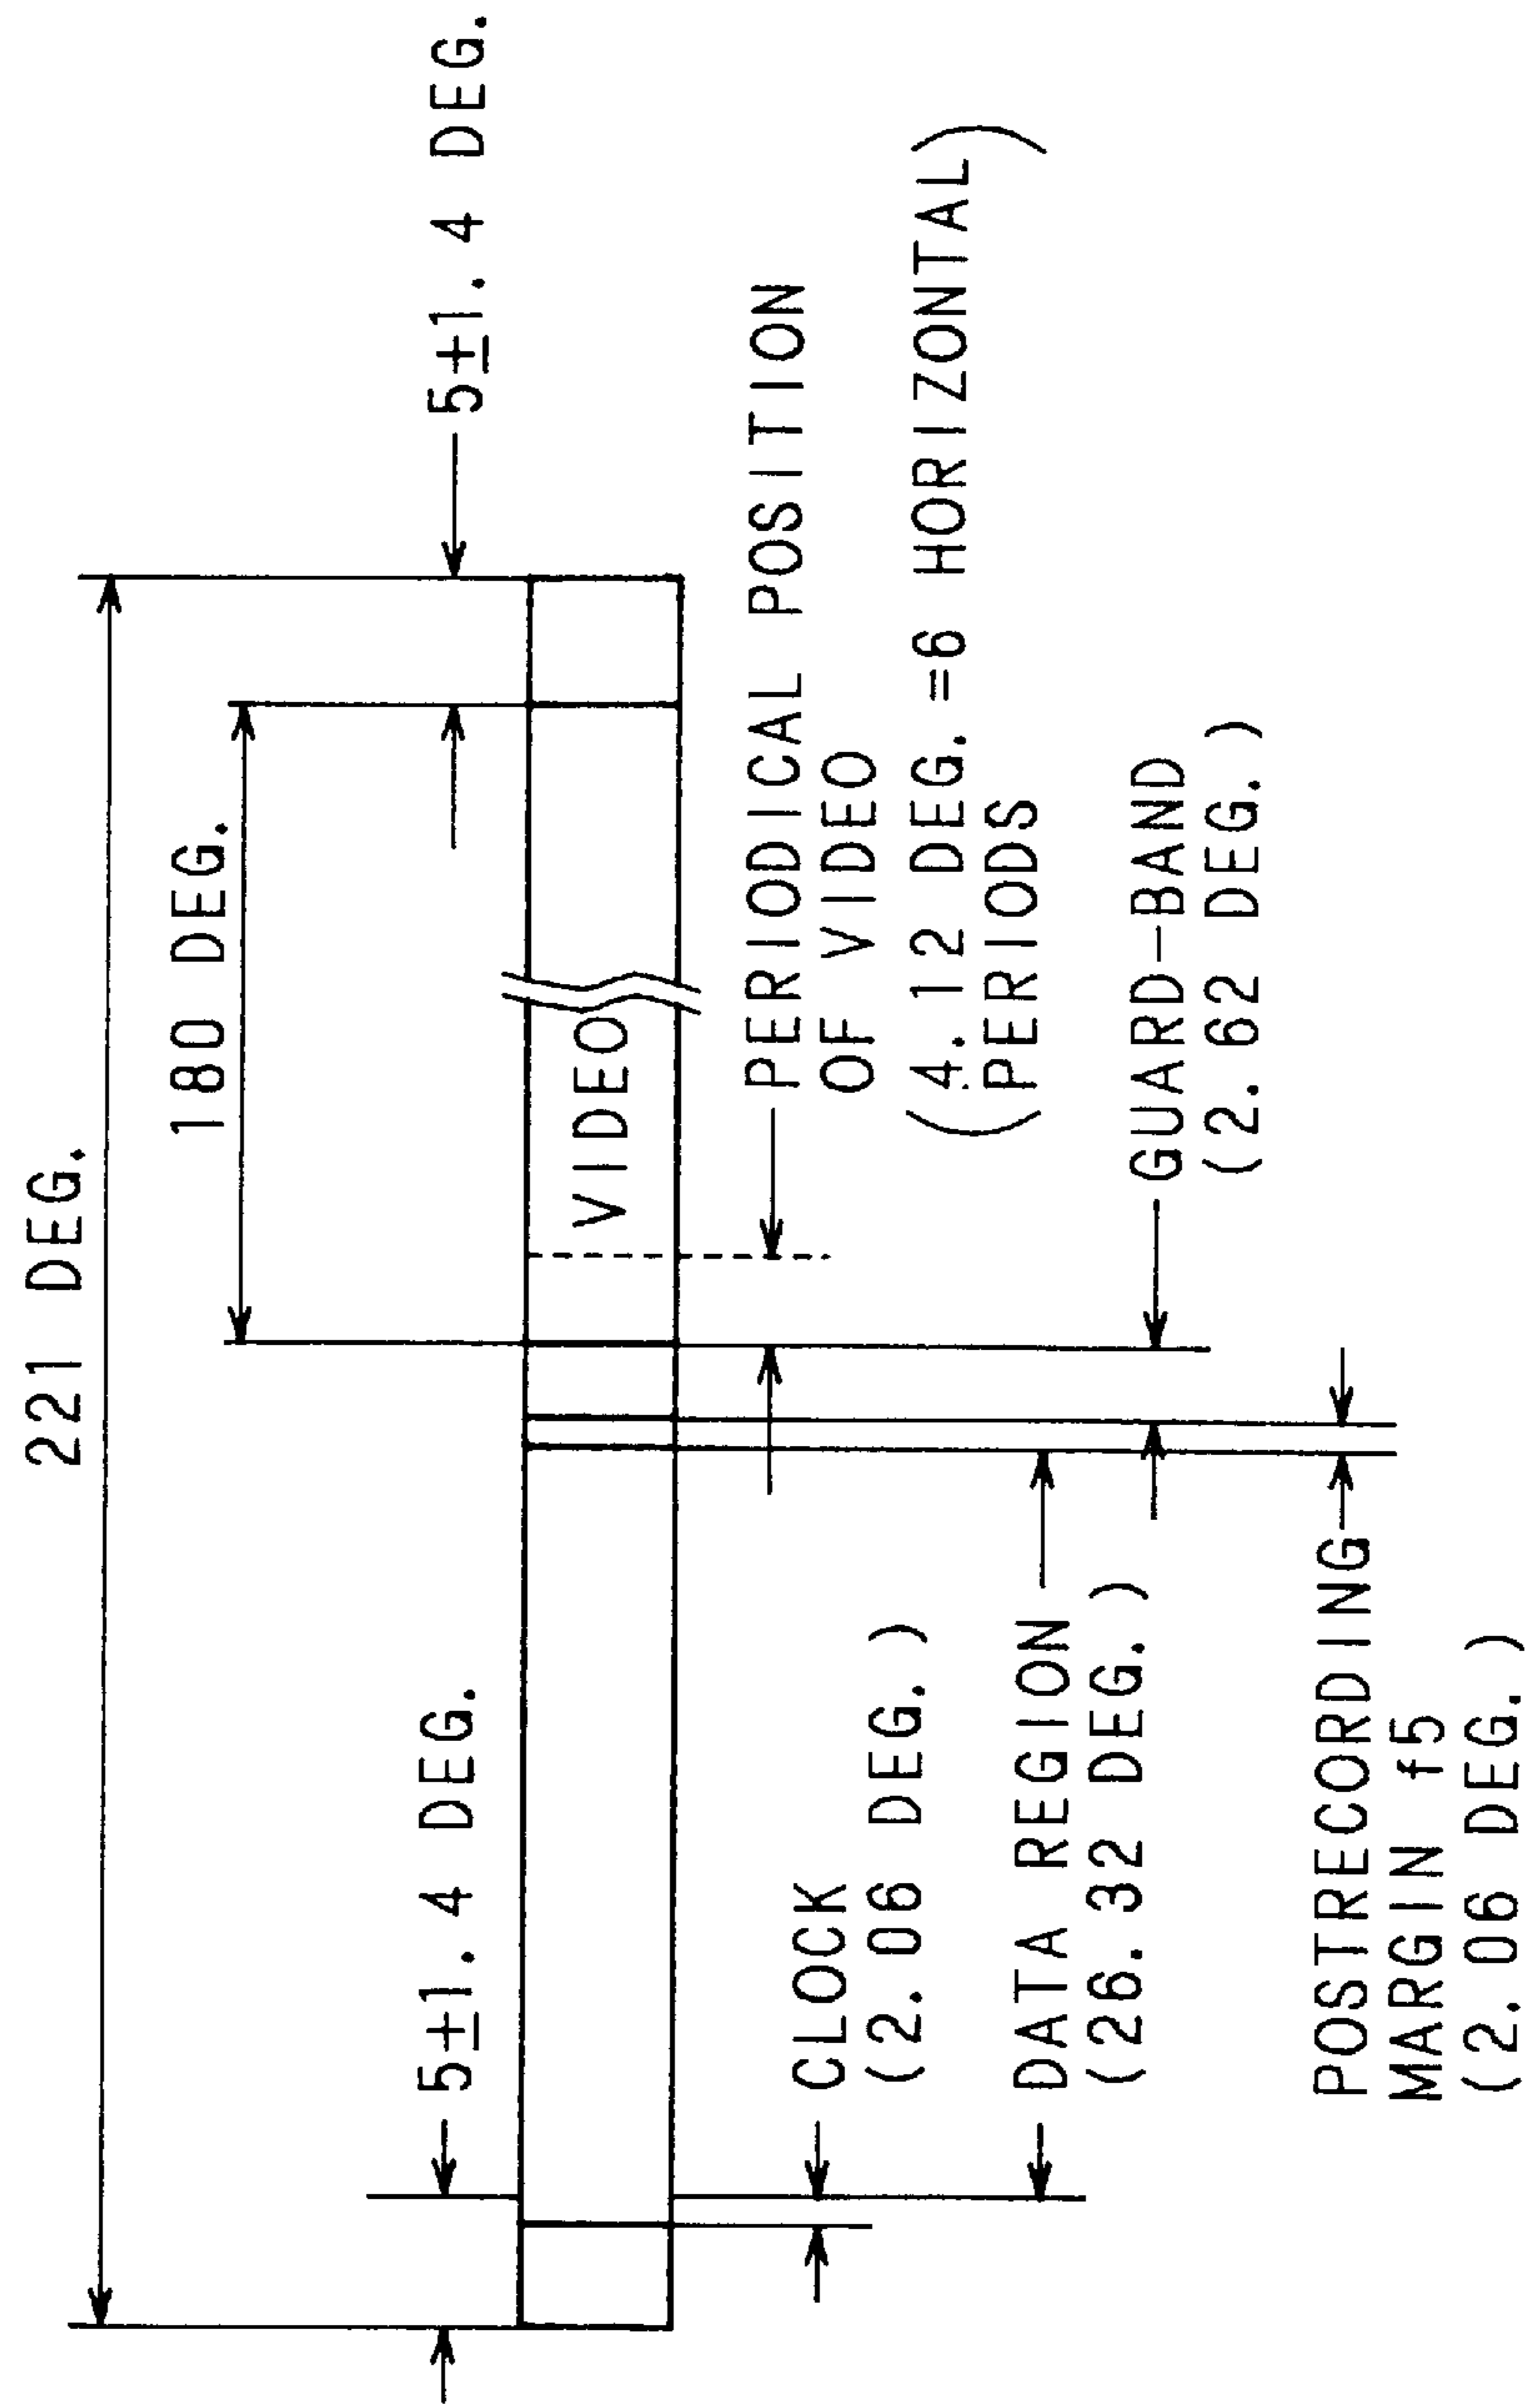 221 DEG.
180 DEG.
5±1.4 DEG.
5±1.4 DEG.
VIDEO
CLOCK
(2.06 DEG.)
PERIODICAL POSITION
OF VIDEO
(4.12 DEG.=6 HORIZONTAL)
PERIODS
DATA REGION
(26.32 DEG.)
GUARD-BAND
(2.62 DEG.)
POSTRECORDING
MARGIN f5
(2.06 DEG.)